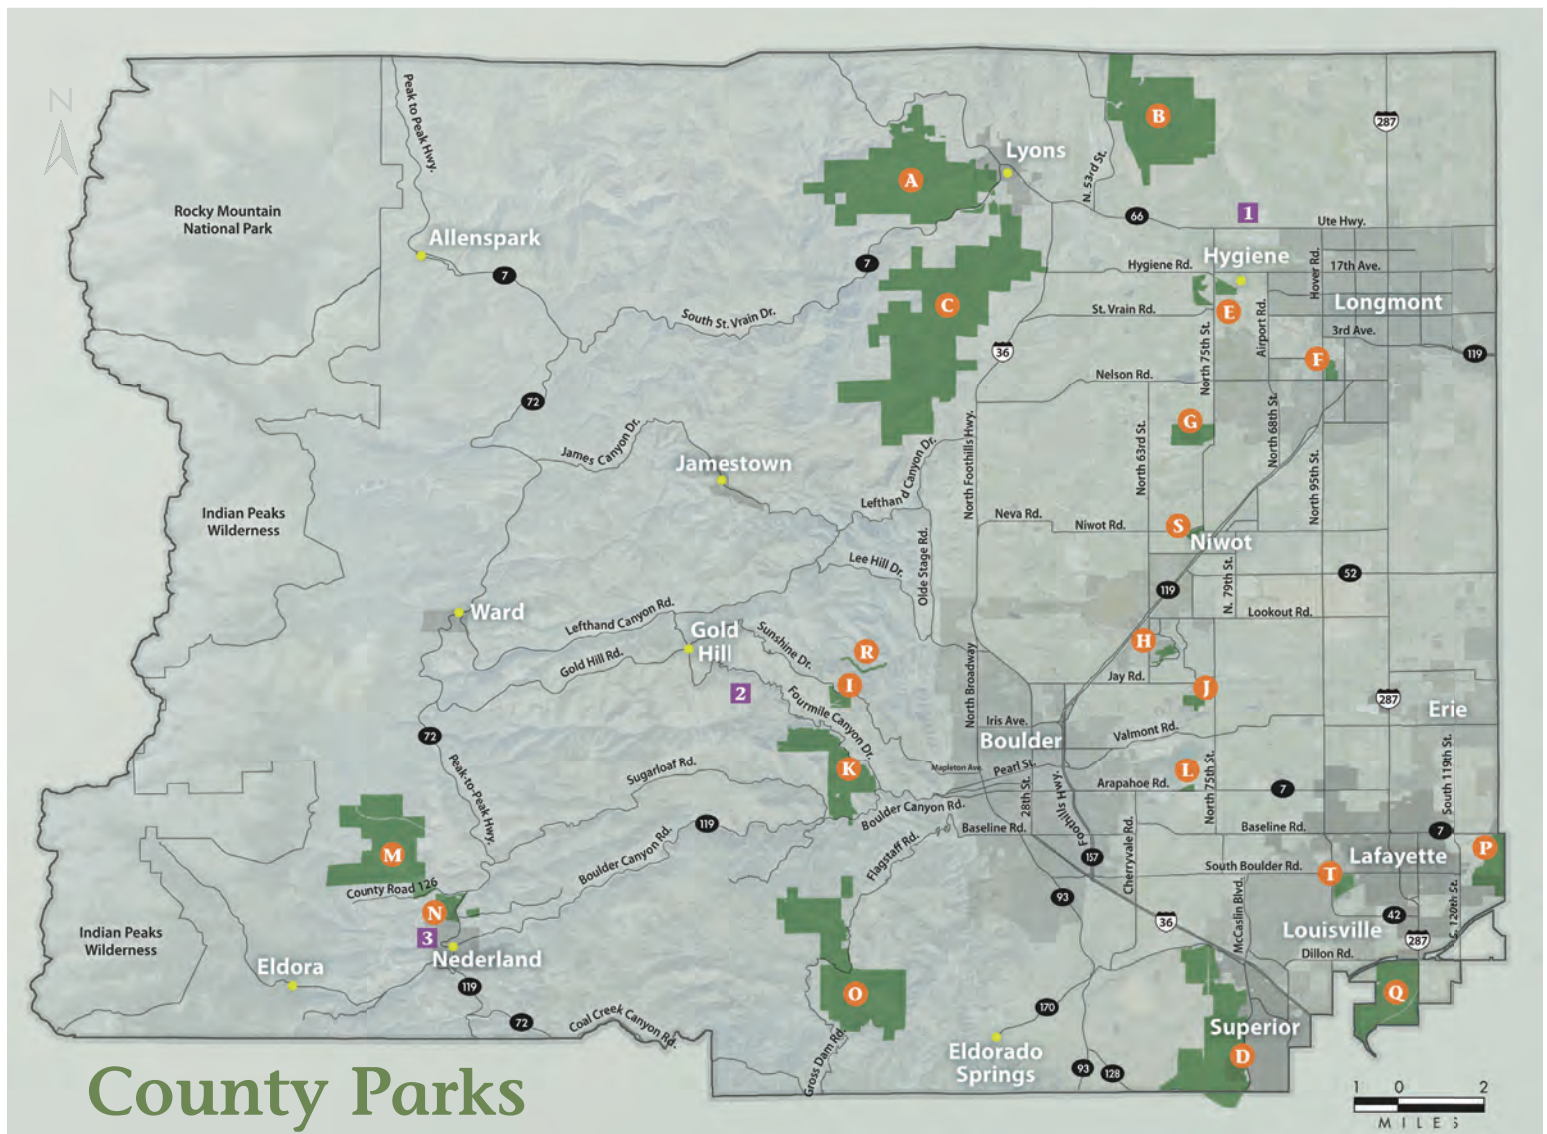 N
Peak to Peak Hwy.
B
287
Lyons
A
N. 53rd St.
66
1
Ute Hwy.
Rocky Mountain
National Park
Allenspark
7
7
Hygiene
Hygiene Rd.
Hover Rd.
17th Ave.
C
E
Longmont
South St. Vrain Dr.
St. Vrain Rd.
Airport Rd.
3rd Ave.
36
North 75th St.
F
119
Nelson Rd.
72
North Foothills Hwy.
G
North 68th St.
James Canyon Dr.
North 63rd St.
Jamestown
Lefthand Canyon Dr.
North 95th St.
Indian Peaks
Wilderness
Neva Rd.
Niwot Rd.
S
Niwot
Lee Hill Dr.
Olde Stage Rd.
52
119
N. 79th St.
Ward
Lefthand Canyon Rd.
Lookout Rd.
Gold
Hill
Sunshine Dr.
R
H
Gold Hill Rd.
North Broadway
Jay Rd.
2
I
J
287
Fourmile Canyon Dr.
Erie
Iris Ave.
72
Boulder
Valmont Rd.
Peak-to-Peak Hwy.
Sugarloaf Rd.
K
Mapleton Ave.
Pearl St.
L
South 119th St.
Arapahoe Rd.
North 75th St.
7
28th St.
Foothills Hwy.
Boulder Canyon Rd.
119
Baseline Rd.
Baseline Rd.
7
M
Boulder Canyon Rd.
Flagstaff Rd.
157
Cherryvale Rd.
Lafayette
P
South Boulder Rd.
T
County Road 126
93
McCaslin Blvd.
S. 120th St.
N
36
42
3
Indian Peaks
Wilderness
Louisville
287
Nederland
Dillon Rd.
Eldora
119
O
Q
72
Coal Creek Canyon Rd.
170
Superior
Gross Dam Rd.
Eldorado
Springs
D
93
128
County Parks
1 0 2
MILES